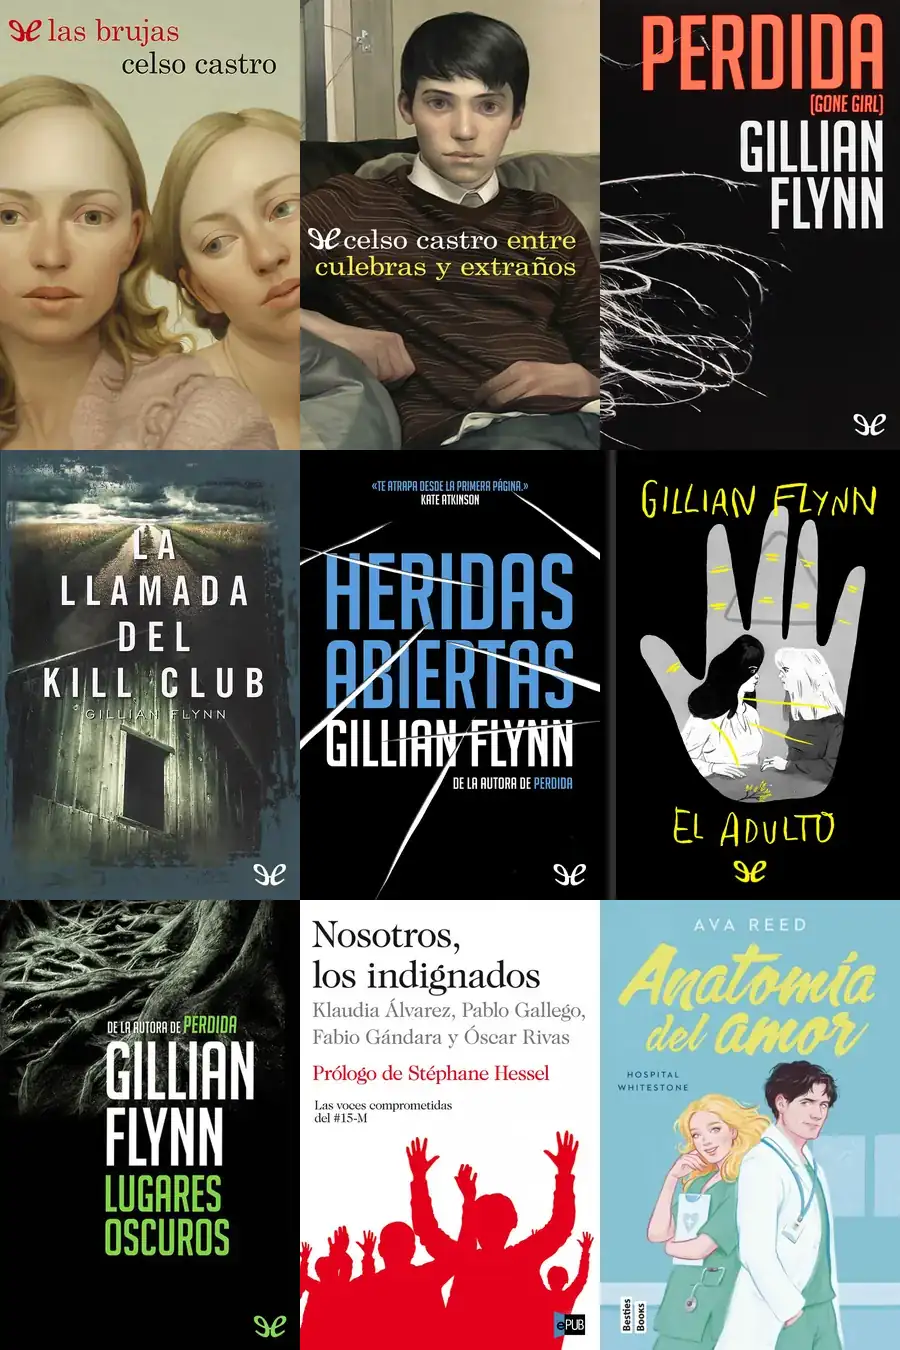 las brujas
celso castro
celso castro entre
culebras y extraños
PERDIDA
(GONE GIRL)
GILLIAN
FLYNN
LA
LLAMADA
DEL
KILL CLUB
GILLIAN FLYNN
«TE ATRAPA DESDE LA PRIMERA PÁGINA.»
KATE ATKINSON
HERIDAS
ABIERTAS
GILLIAN FLYNN
DE LA AUTORA DE PERDIDA
GILLIAN FLYNN
EL ADULTO
DE LA AUTORA DE PERDIDA
GILLIAN
FLYNN
LUGARES
OSCUROS
Nosotros,
los indignados
Klaudia Álvarez, Pablo Gallego,
Fabio Gándara y Óscar Rivas
Prólogo de Stéphane Hessel
Las voces comprometidas
del #15-M
ePUB
AVA REED
Anatomía
del amor
HOSPITAL
WHITESTONE
Besties
Books